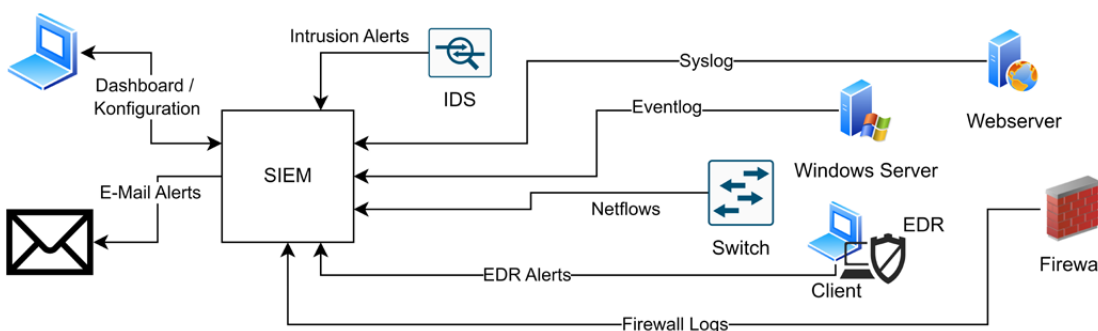 Intrusion Alerts
IDS
Syslog
Webserver
Dashboard /
Konfiguration
Eventlog
Windows Server
SIEM
E-Mail Alerts
Netflows
Switch
EDR
Client
EDR Alerts
Firewa
Firewall Logs